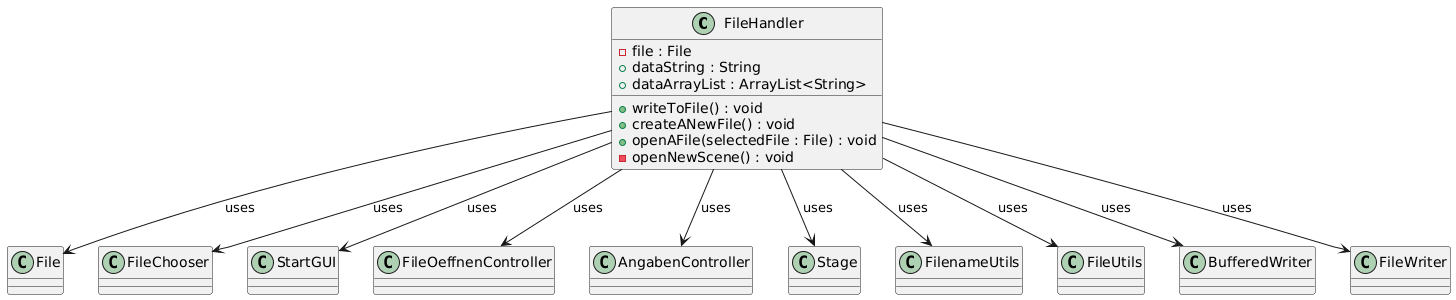 C FileHandler
file : File
dataString : String
dataArrayList : ArrayList<String>
writeToFile() : void
createANewFile() : void
openAFile(selectedFile : File) : void
openNewScene() : void
uses
uses
uses
uses
uses
uses
uses
uses
uses
uses
C File
C FileChooser
C StartGUI
C FileOeffnenController
C AngabenController
C Stage
C FilenameUtils
C FileUtils
C BufferedWriter
C FileWriter